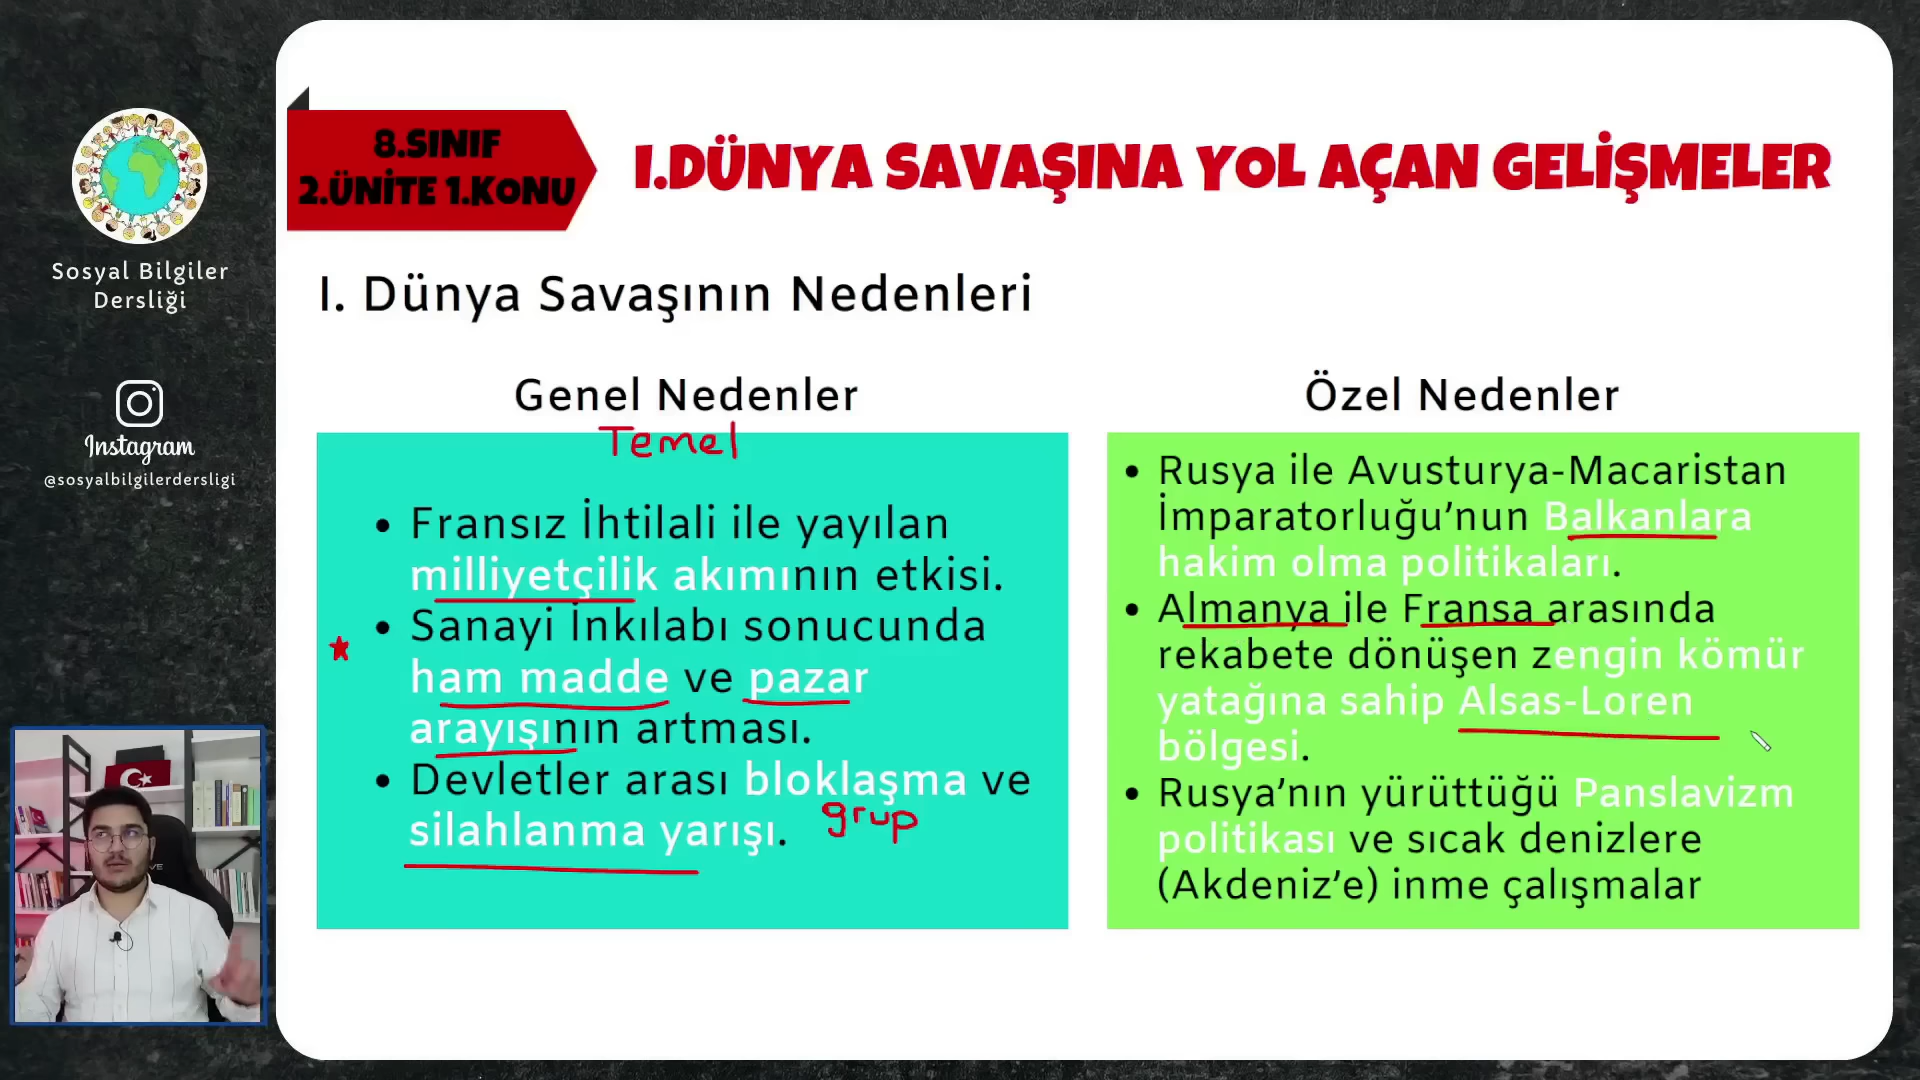 8.SINIF
2.ÜNİTE 1.KONU
I.DÜNYA SAVAŞINA YOL AÇAN GELİŞMELER
Sosyal Bilgiler
Dersliği
Instagram
@sosyalbilgilerdersligi
I. Dünya Savaşının Nedenleri
Genel Nedenler
Temel
• Fransız İhtilali ile yayılan
milliyetçilik akımının etkisi.
• Sanayi İnkılabı sonucunda
ham madde ve pazar
arayışının artması.
• Devletler arası bloklaşma ve
grup
silahlanma yarışı.
Özel Nedenler
• Rusya ile Avusturya-Macaristan
İmparatorluğu’nun Balkanlara
hakim olma politikaları.
• Almanya ile Fransa arasında
rekabete dönüşen zengin kömür
yatağına sahip Alsas-Loren
bölgesi.
• Rusya’nın yürüttüğü Panslavizm
politikası ve sıcak denizlere
(Akdeniz’e) inme çalışmalar